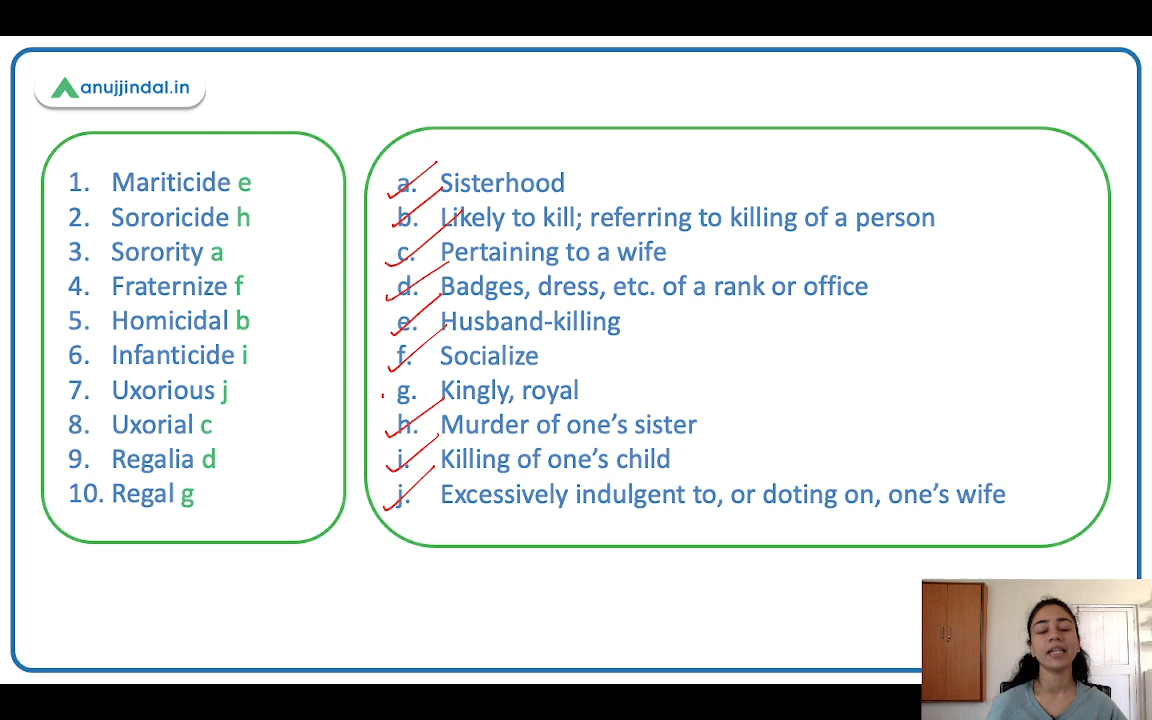 anujjindal.in
1. Mariticide e
2. Sororicide h
3. Sorority a
4. Fraternize f
5. Homicidal b
6. Infanticide i
7. Uxorious j
8. Uxorial c
9. Regalia d
10. Regal g
a. Sisterhood
b. Likely to kill; referring to killing of a person
c. Pertaining to a wife
d. Badges, dress, etc. of a rank or office
e. Husband-killing
f. Socialize
g. Kingly, royal
h. Murder of one’s sister
i. Killing of one’s child
j. Excessively indulgent to, or doting on, one’s wife